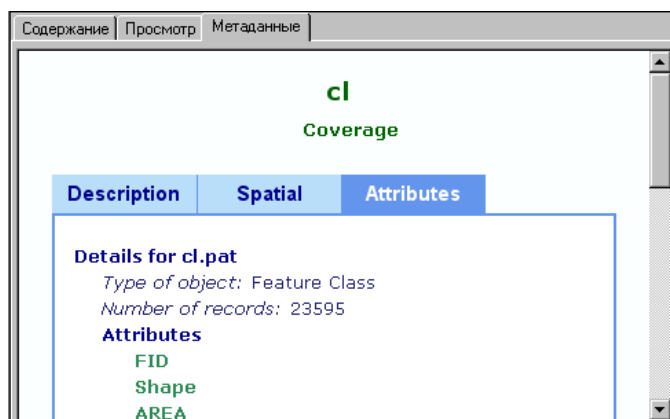 Содержание Просмотр Метаданные
cl
Coverage
Description Spatial Attributes
Details for cl.pat
Type of object: Feature Class
Number of records: 23595
Attributes
FID
Shape
AREA